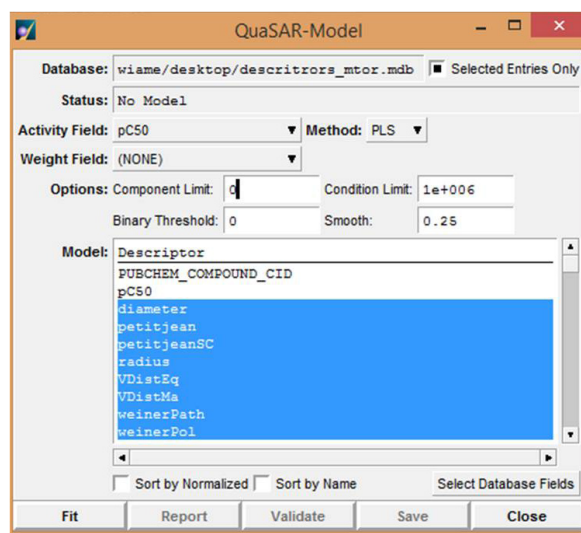 QuaSAR-Model
Database: wiame/desktop/descritrors_mtor.mdb Selected Entries Only
Status: No Model
Activity Field: pC50 Method: PLS
Weight Field: (NONE)
Options: Component Limit: 0 Condition Limit: 1e+006
Binary Threshold: 0 Smooth: 0.25
Model: Descriptor
PUBCHEM_COMPOUND_CID
pC50
diameter
petitjean
petitjeanSC
radius
VDistEq
VDistMa
weinerPath
weinerPol
Sort by Normalized Sort by Name Select Database Fields
Fit Report Validate Save Close